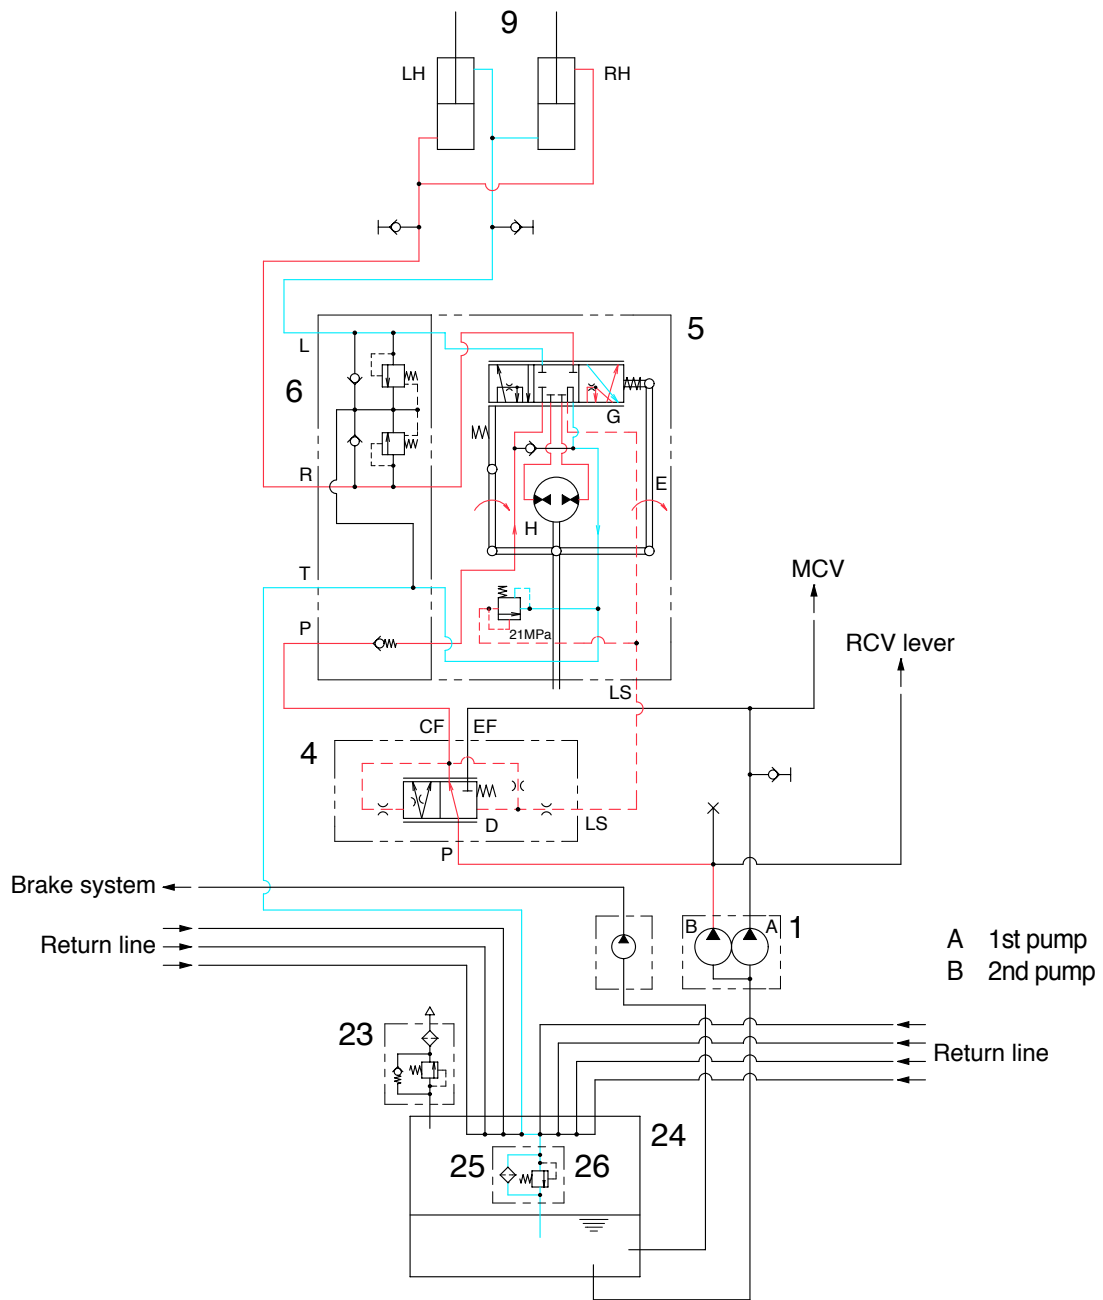 9
LH
RH
5
L
6
G
R
E
H
T
MCV
P
21MPa
RCV lever
LS
CF
EF
4
D
LS
P
Brake system
B
A
1
A 1st pump
Return line
B 2nd pump
23
Return line
24
25
26